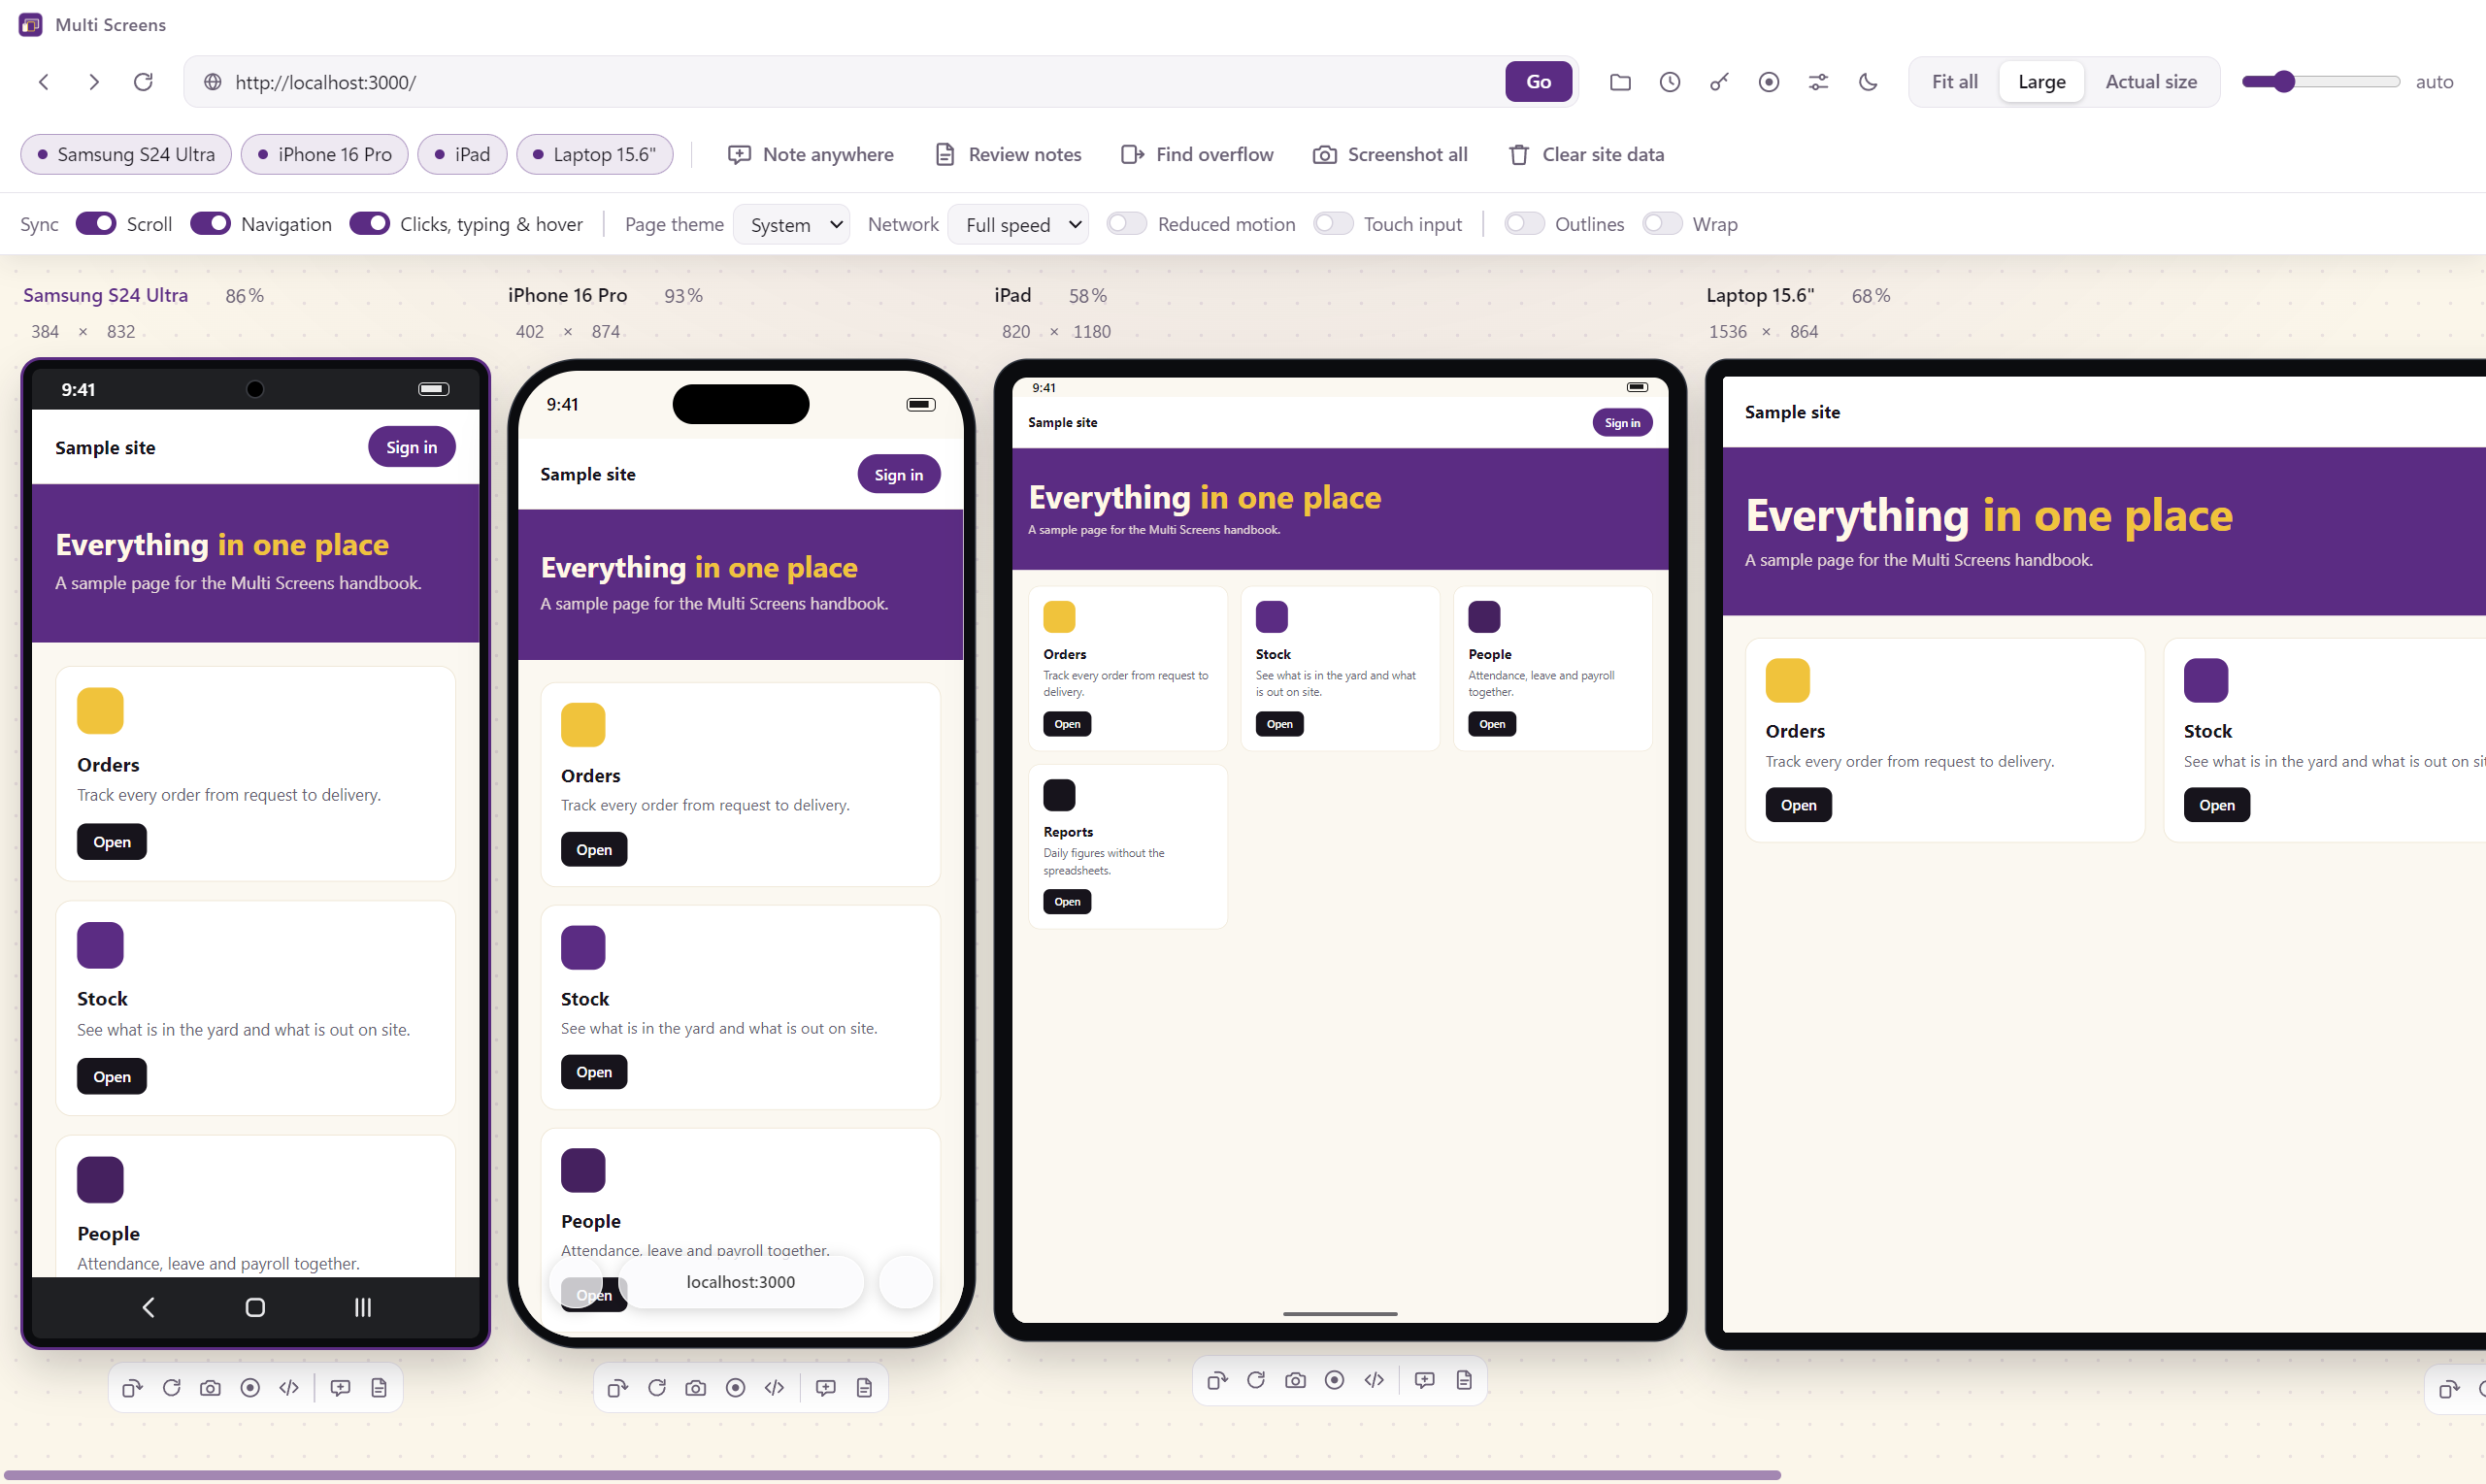 Multi Screens
http://localhost:3000/
Go
Fit all
Large
Actual size
auto
Samsung S24 Ultra
iPhone 16 Pro
iPad
Laptop 15.6"
Note anywhere
Review notes
Find overflow
Screenshot all
Clear site data
Sync
Scroll
Navigation
Clicks, typing & hover
Page theme
System
Network
Full speed
Reduced motion
Touch input
Outlines
Wrap
Samsung S24 Ultra 86%
384 × 832
9:41
Sample site
Sign in
Everything in one place
A sample page for the Multi Screens handbook.
Orders
Track every order from request to delivery.
Open
Stock
See what is in the yard and what is out on site.
Open
People
Attendance, leave and payroll together.
iPhone 16 Pro 93%
402 × 874
9:41
Sample site
Sign in
Everything in one place
A sample page for the Multi Screens handbook.
Orders
Track every order from request to delivery.
Open
Stock
See what is in the yard and what is out on site.
Open
People
Attendance, leave and payroll together.
Open
localhost:3000
iPad 58%
820 × 1180
9:41
Sample site
Sign in
Everything in one place
A sample page for the Multi Screens handbook.
Orders
Track every order from request to
delivery.
Open
Stock
See what is in the yard and what
is out on site.
Open
People
Attendance, leave and payroll
together.
Open
Reports
Daily figures without the
spreadsheets.
Open
Laptop 15.6" 68%
1536 × 864
Sample site
Everything in one place
A sample page for the Multi Screens handbook.
Orders
Track every order from request to delivery.
Open
Stock
See what is in the yard and what is out on
Open